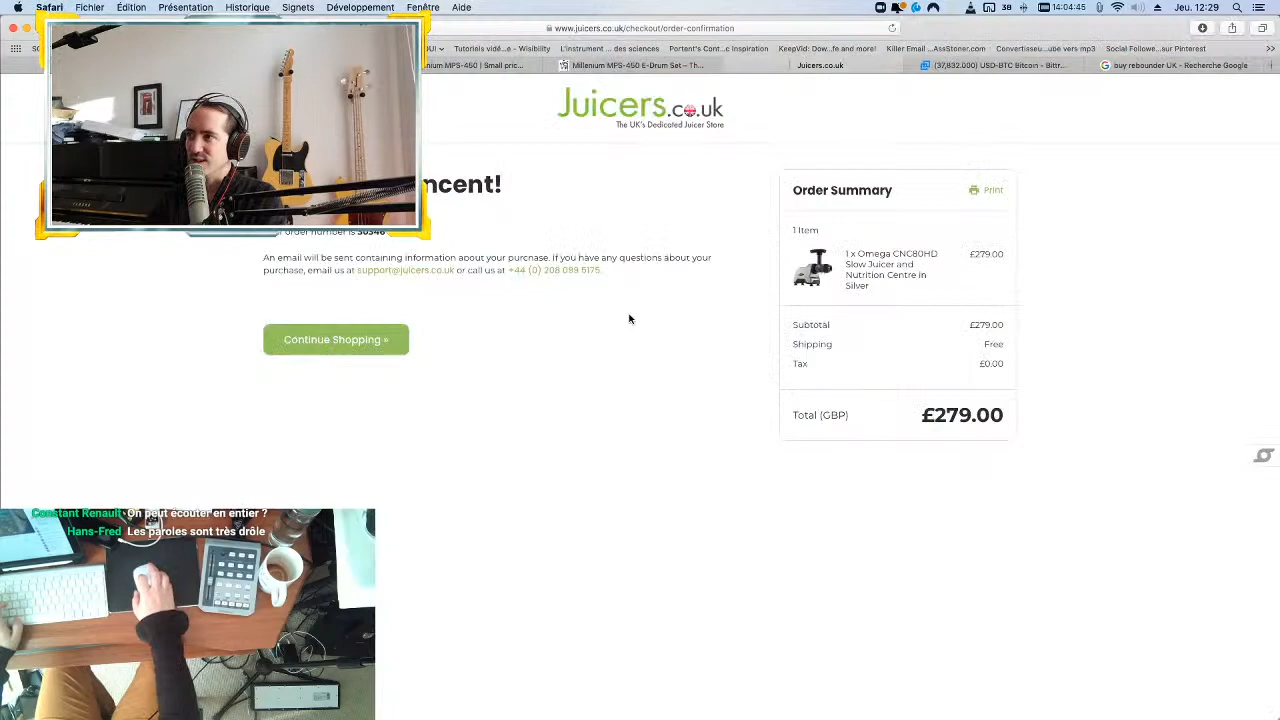 Safari Fichier Édition Présentation Historique Signets Développement Fenêtre Aide
39
14:04:45
Jeu. 12:29
www.juicers.co.uk/checkout/order-confirmation
Tutoriels vidé...e - Wisibility L'instrument ... des sciences Portent's Cont...le Generator KeepVid: Dow...fe and more! Killer Email ...AssStoner.com Convertisseur...ube vers mp3 Social Followe...sur Pinterest
nium MPS-450 | Small pric... Millenium MPS-450 E-Drum Set – Th... Juicers.co.uk (37,832.000) USD-BTC Bitcoin - Bittr... buy rebounder UK - Recherche Google
Juicers.co.uk
The UK's Dedicated Juicer Store
ncent!
order number is 30346
An email will be sent containing information about your purchase. If you have any questions about your
purchase, email us at support@juicers.co.uk or call us at +44 (0) 208 099 5175.
Continue Shopping »
Order Summary
Print
1 Item
1 x Omega CNC80HD
Slow Juicer and
Nutrition Centre in
Silver
£279.00
Subtotal £279.00
Shipping Free
Tax £0.00
Total (GBP) £279.00
Constant Renault On peut écouter en entier ?
Hans-Fred Les paroles sont très drôle